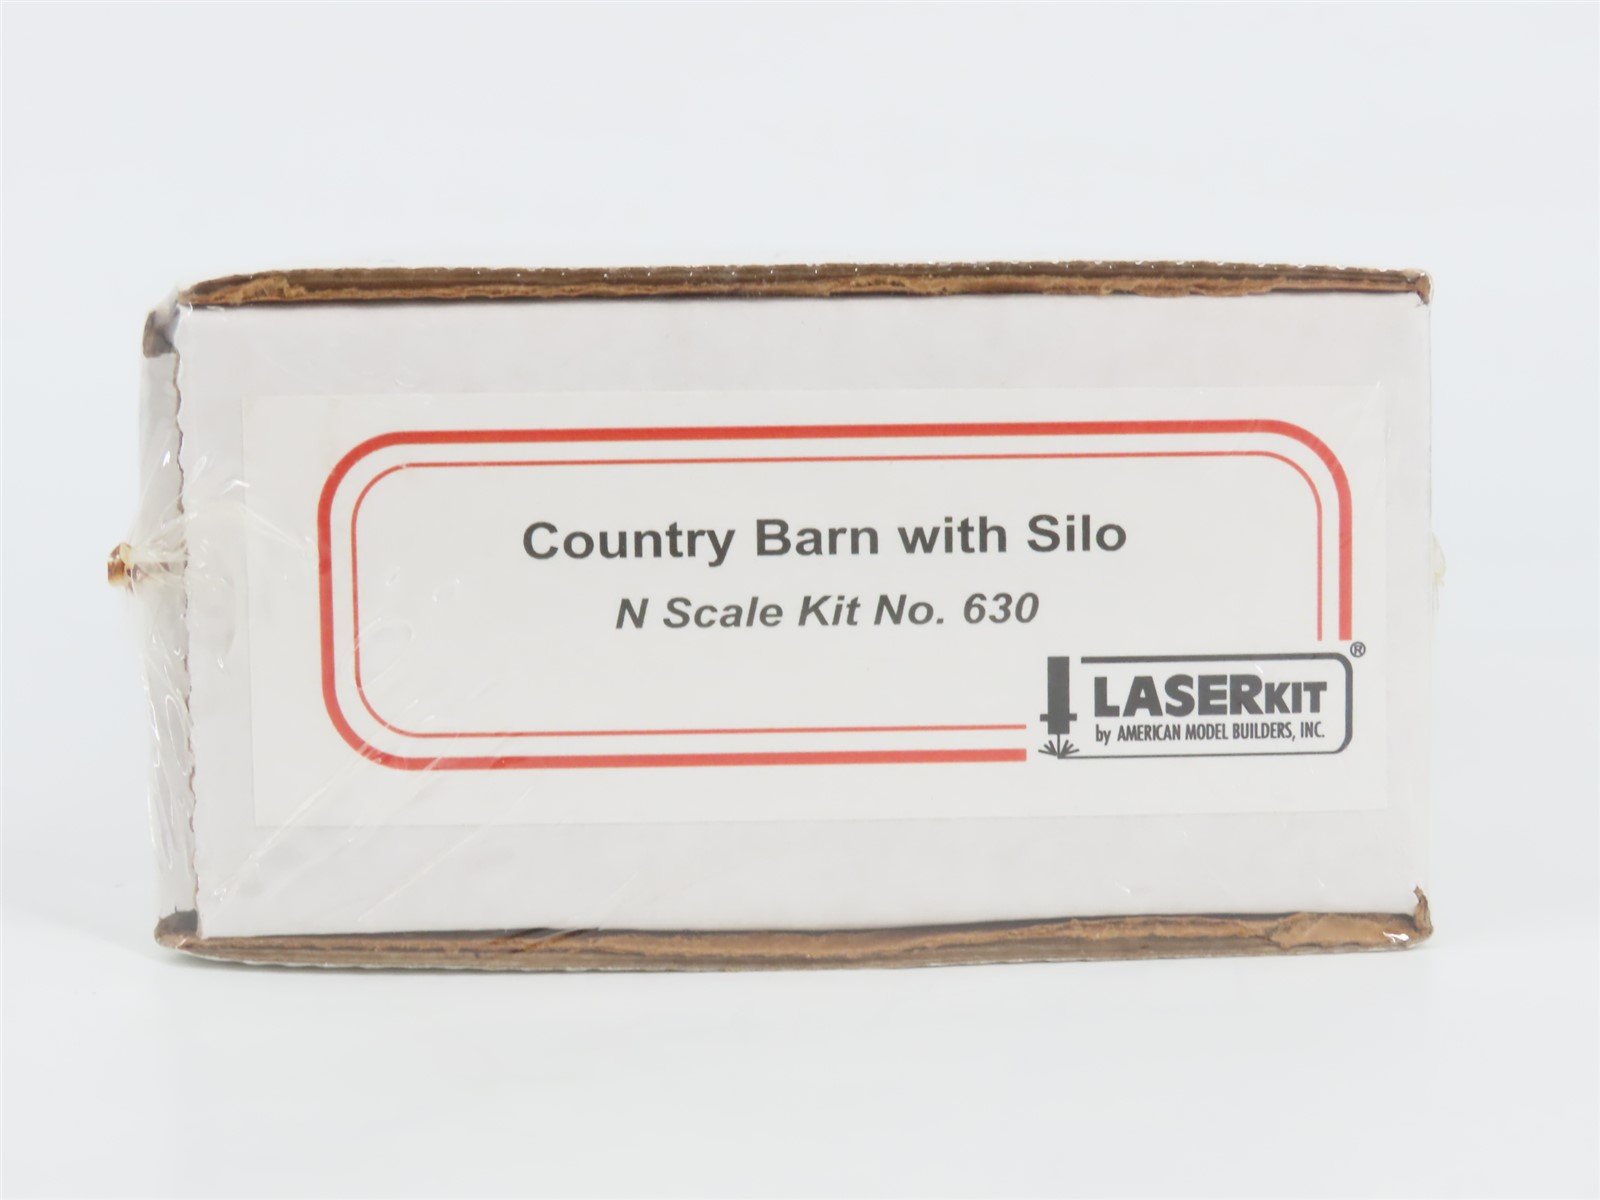 Country Barn with Silo
N Scale Kit No. 630
LASERKIT®
by AMERICAN MODEL BUILDERS, INC.